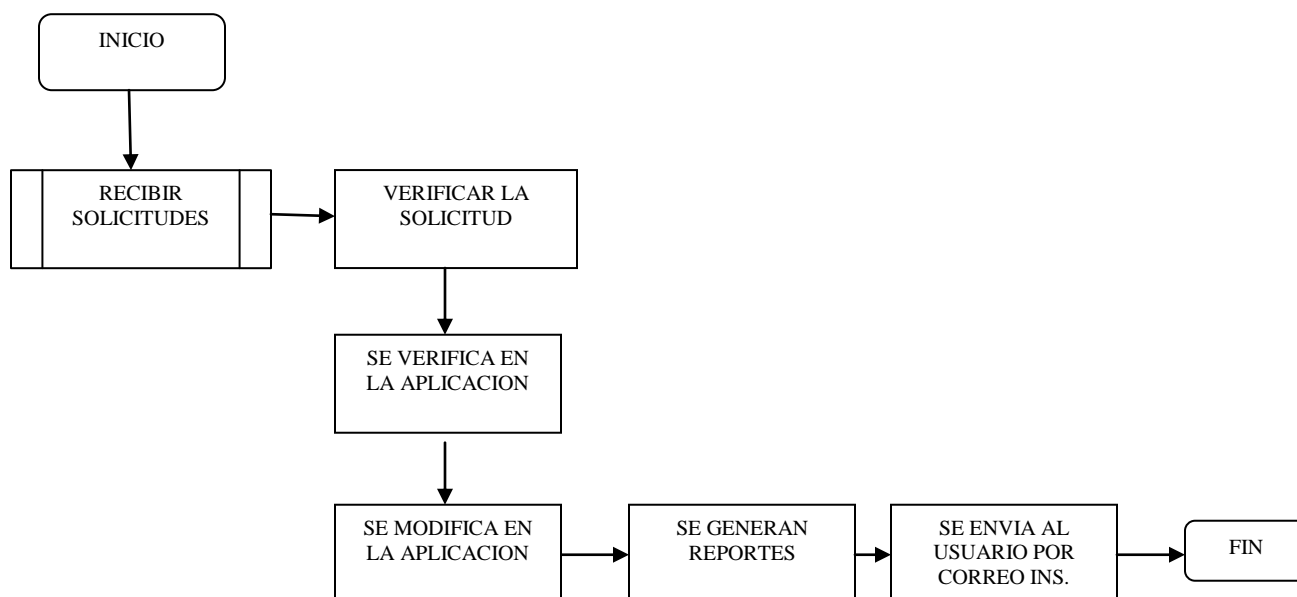 INICIO
RECIBIR
SOLICITUDES
VERIFICAR LA
SOLICITUD
SE VERIFICA EN
LA APLICACION
SE MODIFICA EN
LA APLICACION
SE GENERAN
REPORTES
SE ENVIA AL
USUARIO POR
CORREO INS.
FIN